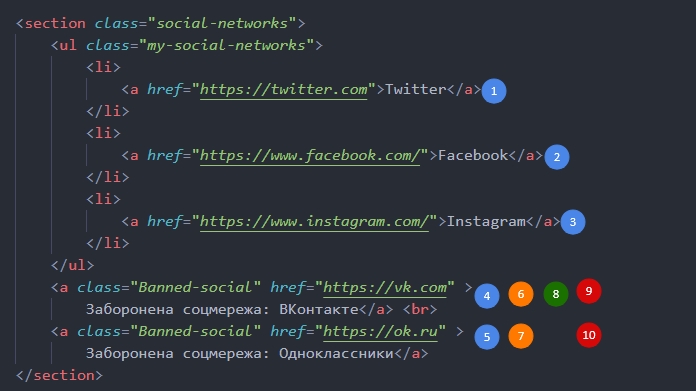 <section class="social-networks">
<ul class="my-social-networks">
<li>
<a href="https://twitter.com">Twitter</a> 1
</li>
<li>
<a href="https://www.facebook.com/">Facebook</a> 2
</li>
<li>
<a href="https://www.instagram.com/">Instagram</a> 3
</li>
</ul>
<a class="Banned-social" href="https://vk.com" > 4 6 8 9
Заборонена соцмережа: ВКонтакте</a> <br>
<a class="Banned-social" href="https://ok.ru" > 5 7 10
Заборонена соцмережа: Одноклассники</a>
</section>